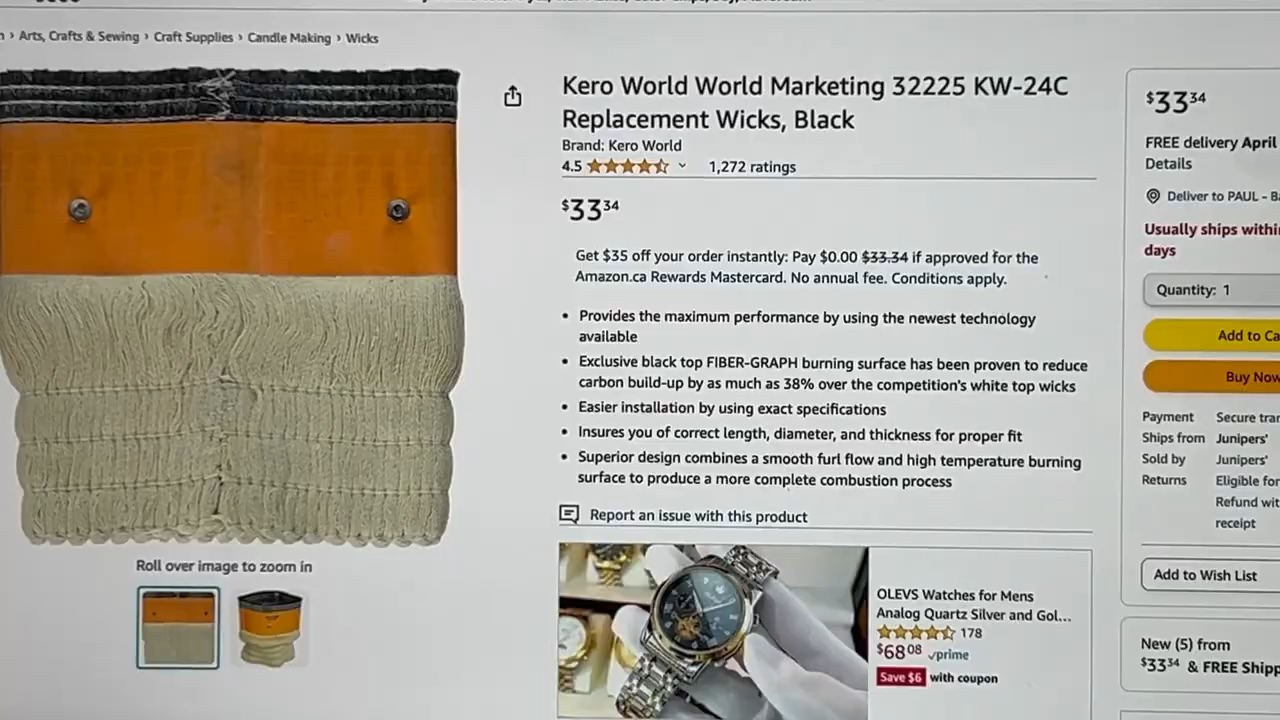 › Arts, Crafts & Sewing › Craft Supplies › Candle Making › Wicks
Kero World World Marketing 32225 KW-24C
Replacement Wicks, Black
Brand: Kero World
4.5 1,272 ratings
$33 34
Get $35 off your order instantly: Pay $0.00 $33.34 if approved for the
Amazon.ca Rewards Mastercard. No annual fee. Conditions apply.
• Provides the maximum performance by using the newest technology
available
• Exclusive black top FIBER-GRAPH burning surface has been proven to reduce
carbon build-up by as much as 38% over the competition's white top wicks
• Easier installation by using exact specifications
• Insures you of correct length, diameter, and thickness for proper fit
• Superior design combines a smooth furl flow and high temperature burning
surface to produce a more complete combustion process
Report an issue with this product
Roll over image to zoom in
OLEVS Watches for Mens
Analog Quartz Silver and Gol...
178
$68 08 prime
Save $6 with coupon
$33 34
FREE delivery April
Details
Deliver to PAUL - B
Usually ships within
days
Quantity: 1
Add to Ca
Buy Now
Payment Secure tran
Ships from Junipers'
Sold by Junipers'
Returns Eligible for
Refund wit
receipt
Add to Wish List
New (5) from
$33 34 & FREE Shipp